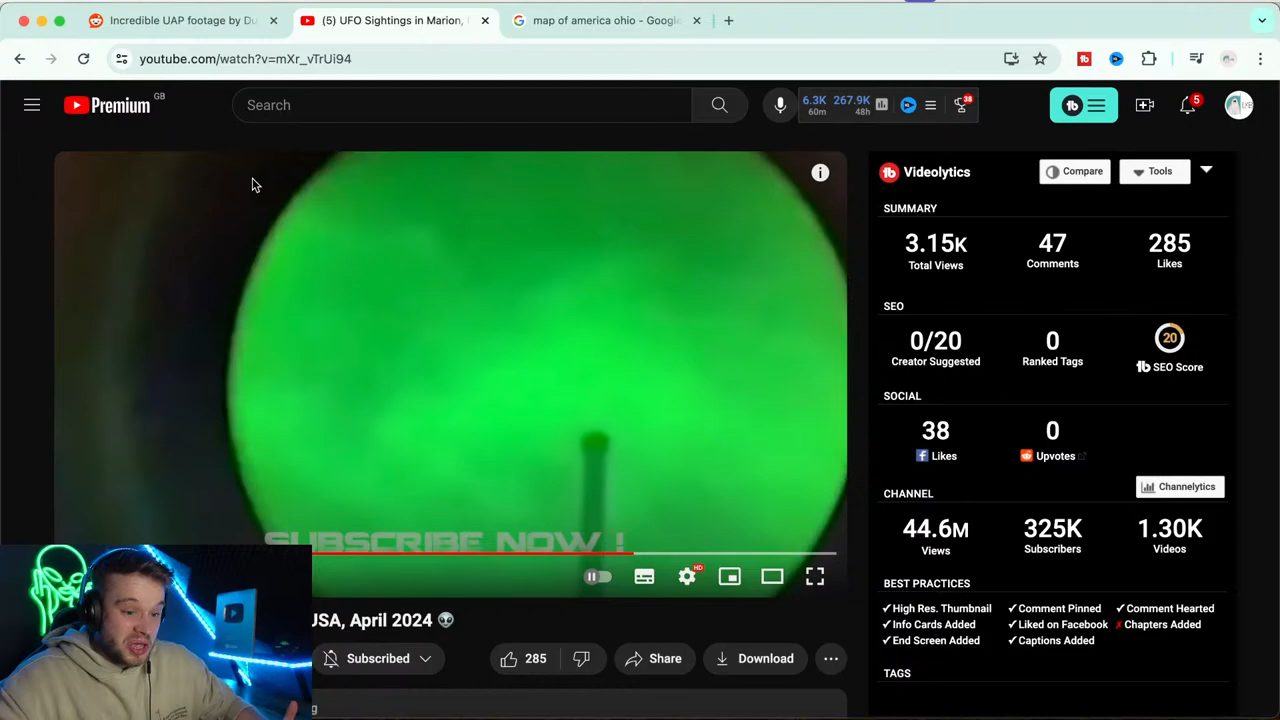 Incredible UAP footage by Du
(5) UFO Sightings in Marion,
map of america ohio - Google
youtube.com/watch?v=mXr_vTrUi94
Premium GB
Search
6.3K 267.9K
60m 48h
38
5
Videolytics
Compare
Tools
SUMMARY
3.15K 47 285
Total Views Comments Likes
SEO
0/20 0 20
Creator Suggested Ranked Tags SEO Score
SOCIAL
38 0
Likes Upvotes
CHANNEL
Channelytics
44.6M 325K 1.30K
Views Subscribers Videos
BEST PRACTICES
High Res. Thumbnail Comment Pinned Comment Hearted
Info Cards Added Liked on Facebook Chapters Added
End Screen Added Captions Added
TAGS
SUBSCRIBE NOW !
HD
USA, April 2024
Subscribed 285 Share Download